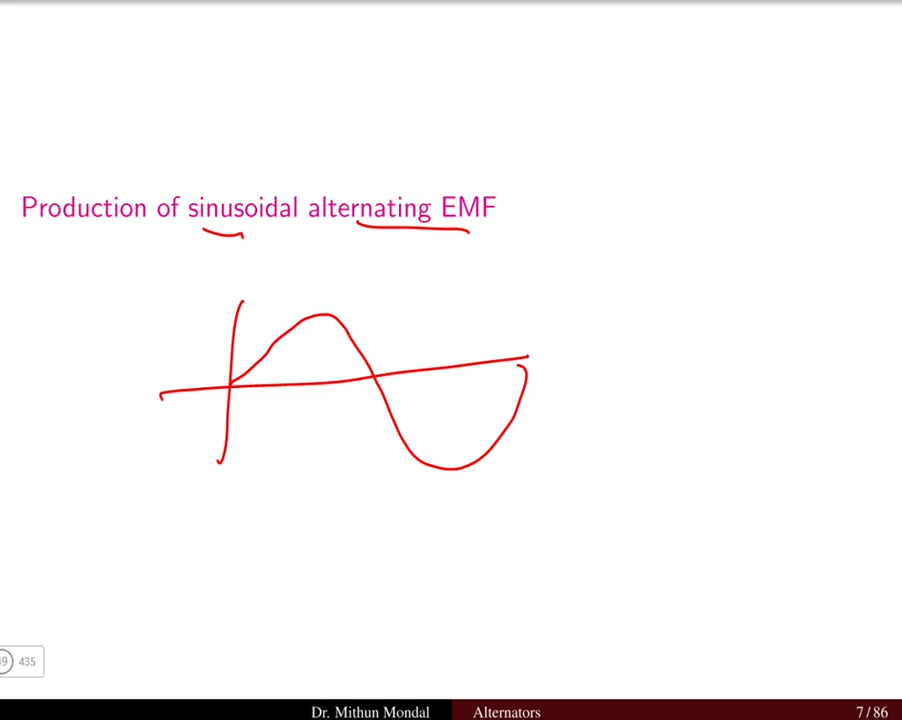 Production of sinusoidal alternating EMF
435
Dr. Mithun Mondal Alternators 7/86